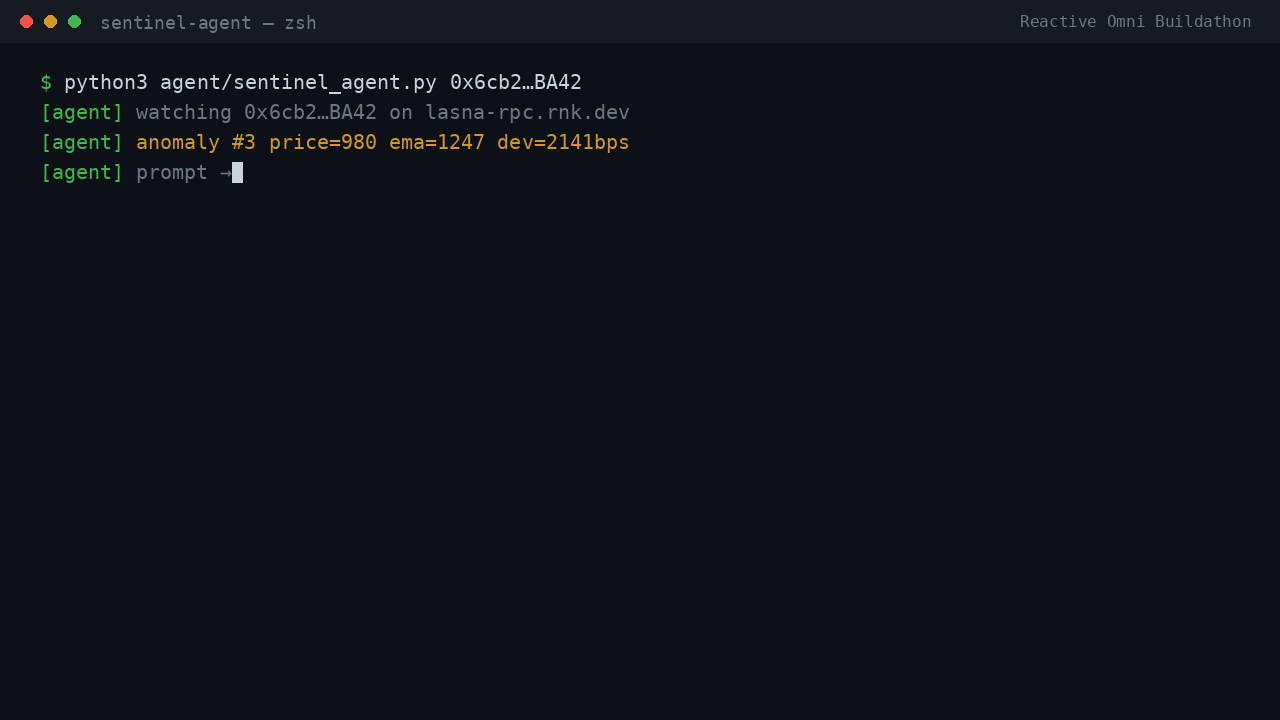 sentinel-agent — zsh
Reactive Omni Buildathon
$ python3 agent/sentinel_agent.py 0x6cb2…BA42
[agent] watching 0x6cb2…BA42 on lasna-rpc.rnk.dev
[agent] anomaly #3 price=980 ema=1247 dev=2141bps
[agent] prompt →